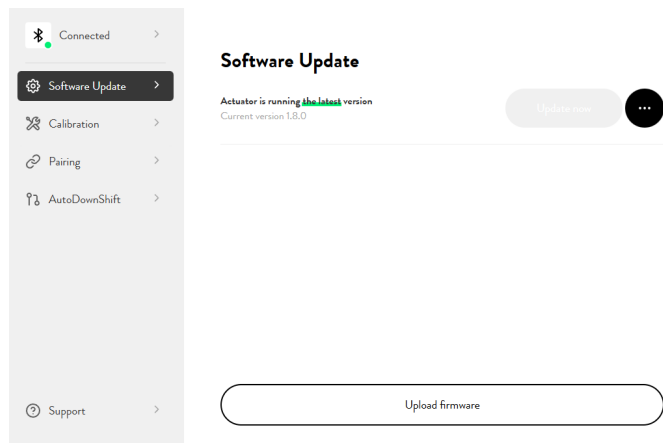 Connected
Software Update
Calibration
Pairing
AutoDownShift
Support
Software Update
Actuator is running the latest version
Current version 1.8.0
Update now
Upload firmware